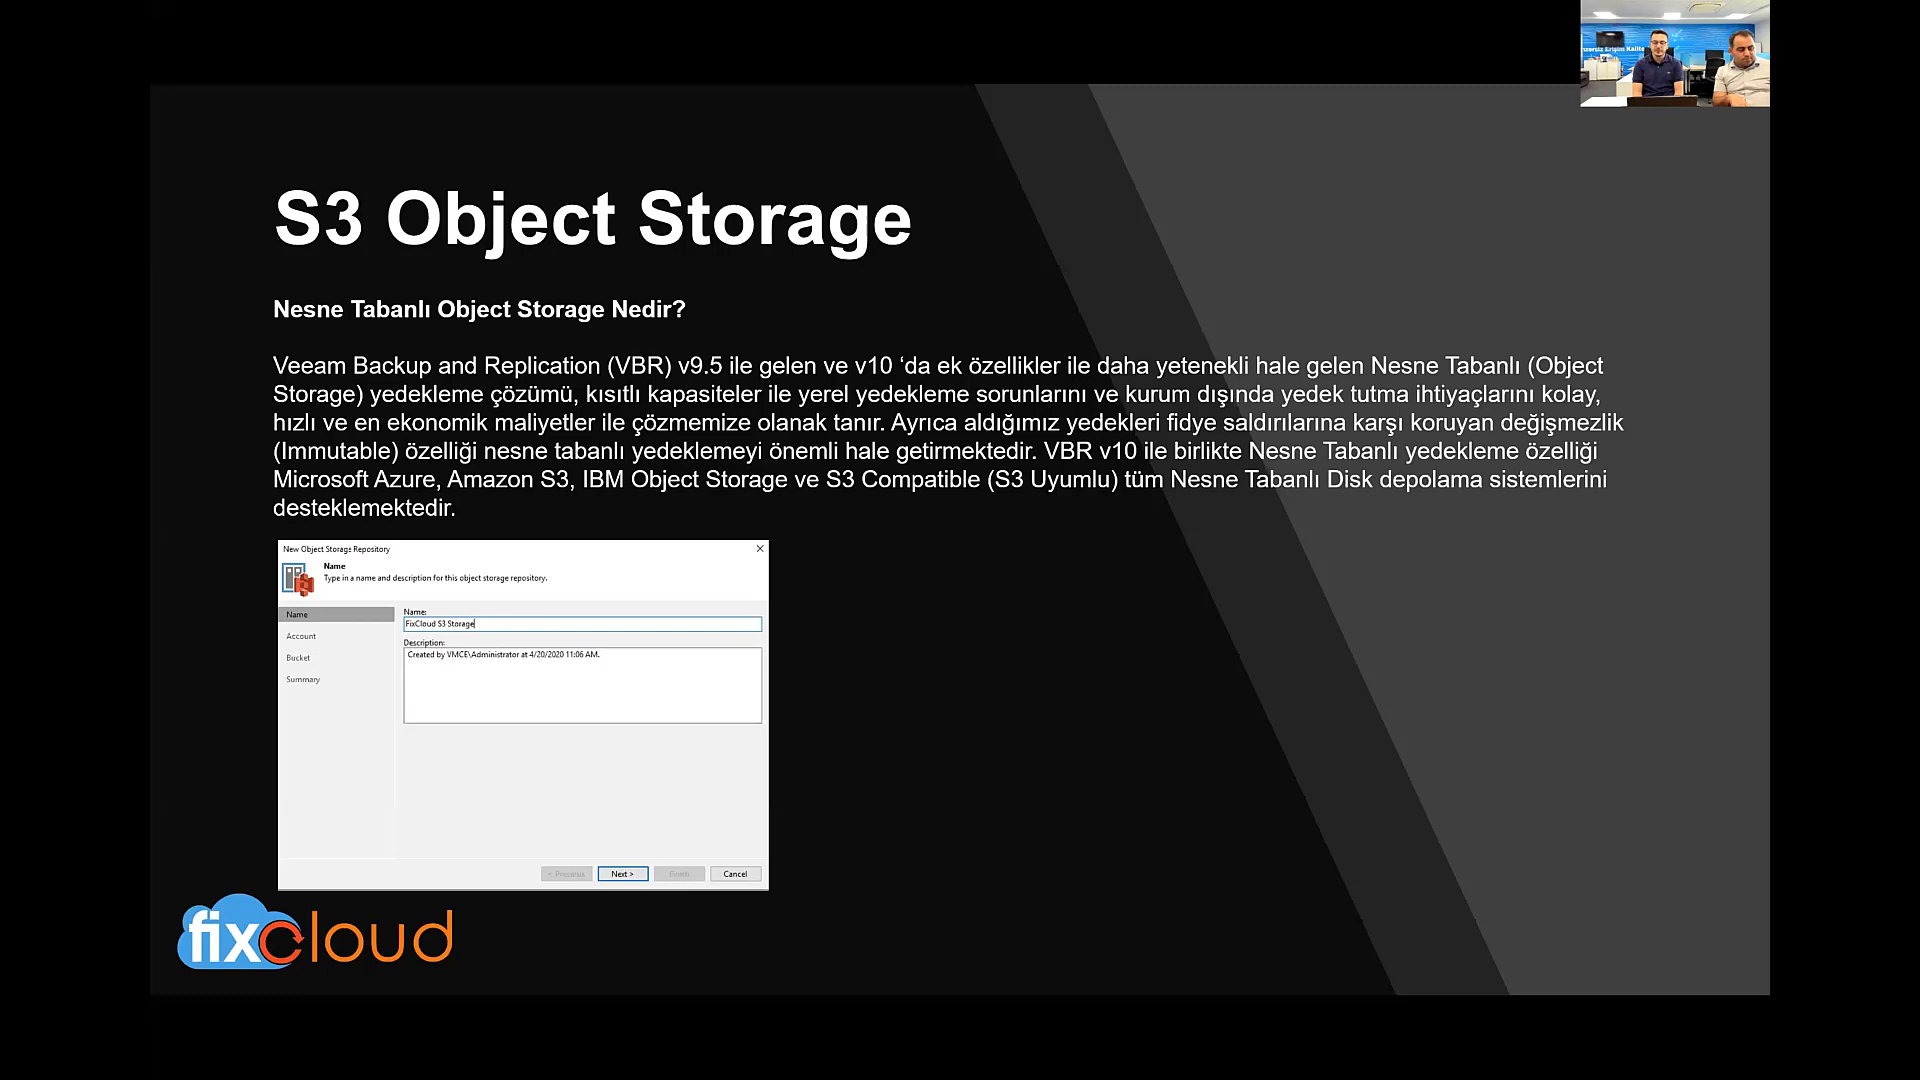 S3 Object Storage
Nesne Tabanlı Object Storage Nedir?
Veeam Backup and Replication (VBR) v9.5 ile gelen ve v10 ‘da ek özellikler ile daha yetenekli hale gelen Nesne Tabanlı (Object
Storage) yedekleme çözümü, kısıtlı kapasiteler ile yerel yedekleme sorunlarını ve kurum dışında yedek tutma ihtiyaçlarını kolay,
hızlı ve en ekonomik maliyetler ile çözmemize olanak tanır. Ayrıca aldığımız yedekleri fidye saldırılarına karşı koruyan değişmezlik
(Immutable) özelliği nesne tabanlı yedeklemeyi önemli hale getirmektedir. VBR v10 ile birlikte Nesne Tabanlı yedekleme özelliği
Microsoft Azure, Amazon S3, IBM Object Storage ve S3 Compatible (S3 Uyumlu) tüm Nesne Tabanlı Disk depolama sistemlerini
desteklemektedir.
New Object Storage Repository
Name
Type in a name and description for this object storage repository.
Name
Account
Bucket
Summary
Name:
FixCloud S3 Storage
Description:
Created by VMCE\Administrator at 4/20/2020 11:06 AM.
< Previous
Next >
Finish
Cancel
fixcloud
Erişim Kalite